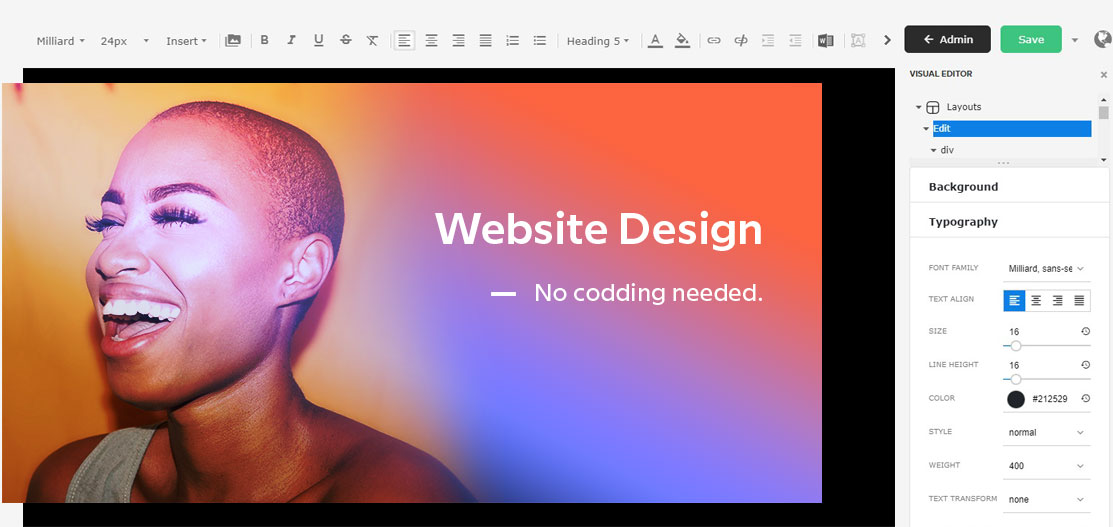 Milliard 24px Insert B I U S Heading 5 A W A Admin Save
VISUAL EDITOR ×
Layouts
Edit
div
Background
Typography
FONT FAMILY Milliard, sans-se
TEXT ALIGN
SIZE 16
LINE HEIGHT 16
COLOR #212529
STYLE normal
WEIGHT 400
TEXT TRANSFORM none
Website Design
No codding needed.